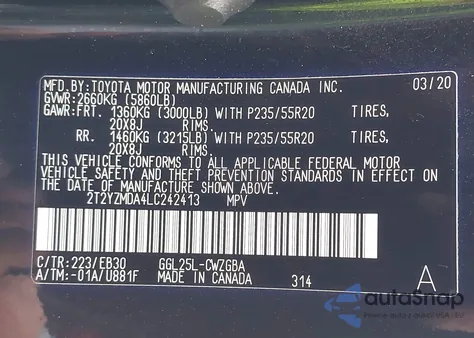 MFD.BY:TOYOTA MOTOR MANUFACTURING CANADA INC. 03/20
GVWR:2660KG (5860LB)
GAWR:FRT. 1360KG (3000LB) WITH P235/55R20 TIRES,
20X8J RIMS.
RR. 1460KG (3215LB) WITH P235/55R20 TIRES,
20X8J RIMS.
THIS VEHICLE CONFORMS TO ALL APPLICABLE FEDERAL MOTOR
VEHICLE SAFETY AND THEFT PREVENTION STANDARDS IN EFFECT ON
THE DATE OF MANUFACTURE SHOWN ABOVE.
2T2YZMDA4LC242413 MPV
C/TR:223/EB30 GGL25L-CWZGBA
A/TM:-01A/U881F MADE IN CANADA 314 A
autoSnap